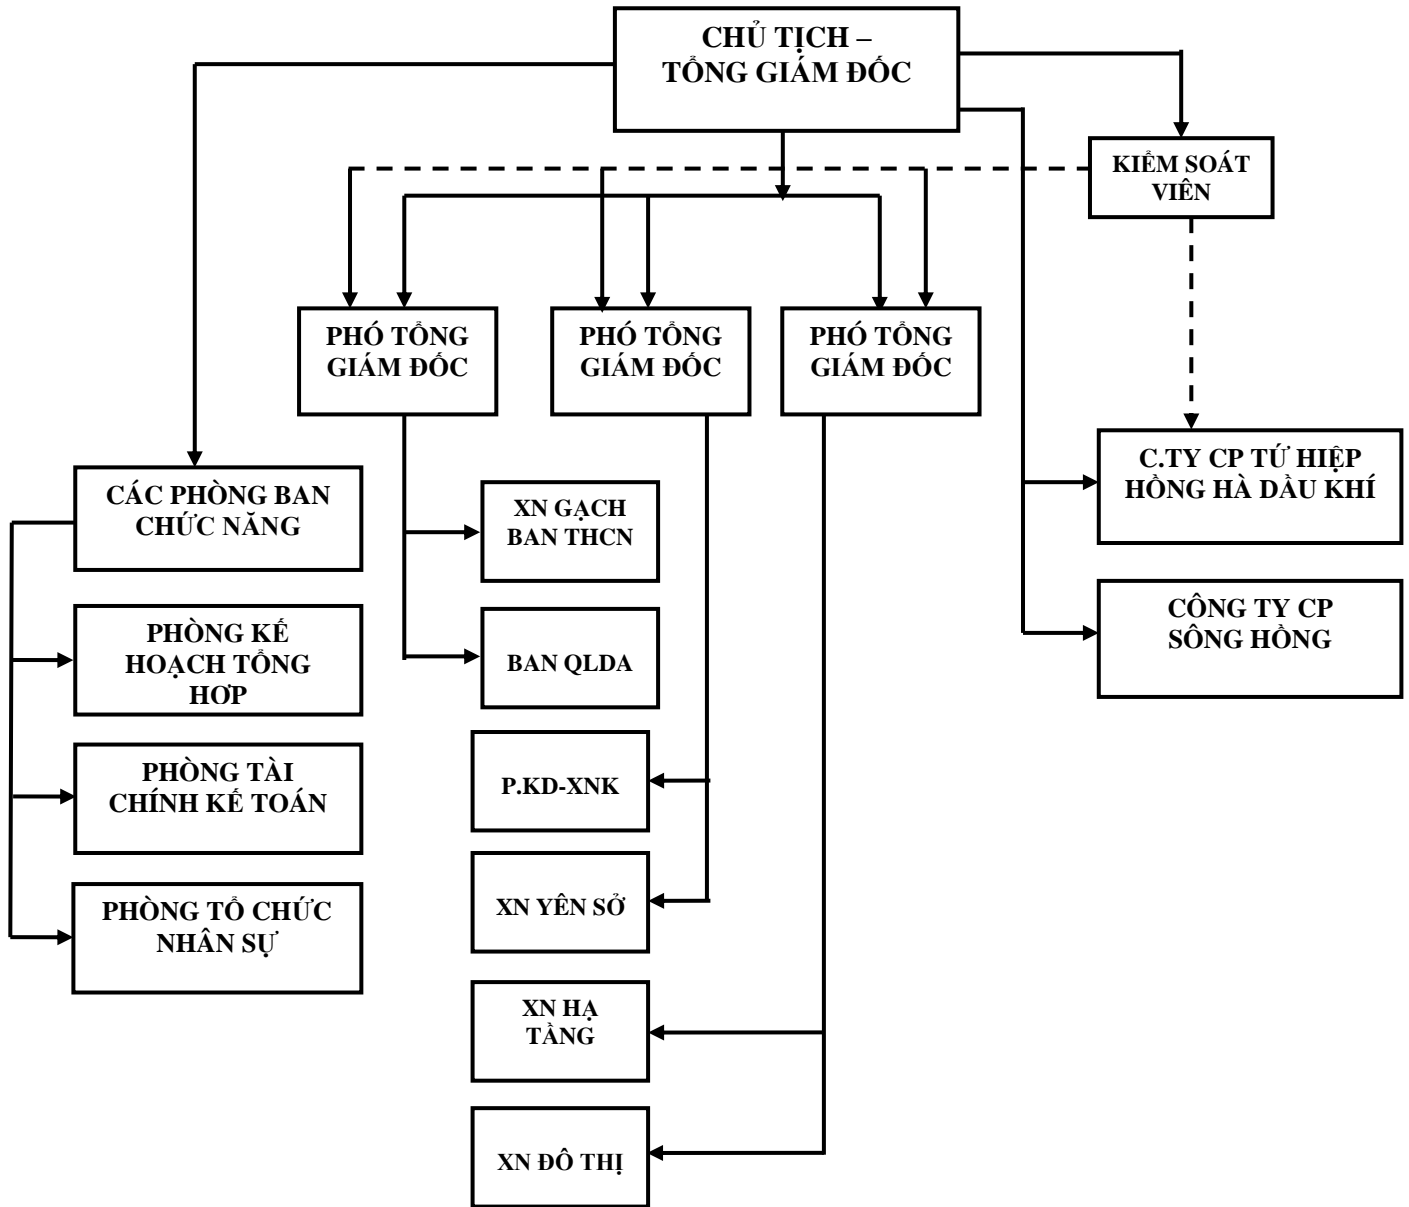 CHỦ TỊCH –
TỔNG GIÁM ĐỐC
KIỂM SOÁT
VIÊN
PHÓ TỔNG
GIÁM ĐỐC
PHÓ TỔNG
GIÁM ĐỐC
PHÓ TỔNG
GIÁM ĐỐC
C.TY CP TỨ HIỆP
HỒNG HÀ DẦU KHÍ
CÁC PHÒNG BAN
CHỨC NĂNG
XN GẠCH
BAN THCN
CÔNG TY CP
SÔNG HỒNG
PHÒNG KẾ
HOẠCH TỔNG
HƠP
BAN QLDA
PHÒNG TÀI
CHÍNH KẾ TOÁN
P.KD-XNK
PHÒNG TỔ CHỨC
NHÂN SỰ
XN YÊN SỞ
XN HẠ
TẦNG
XN ĐÔ THỊ